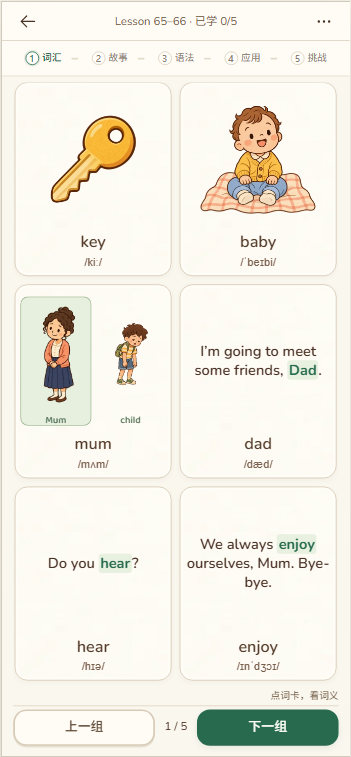 Lesson 65–66 · 已学 0/5
1 词汇 – 2 故事 – 3 语法 – 4 应用 – 5 挑战
key
/kiː/
baby
/ˈbeɪbi/
Mum
child
mum
/mʌm/
I'm going to meet
some friends, Dad.
dad
/dæd/
Do you hear?
hear
/hɪə/
We always enjoy
ourselves, Mum. Bye-
bye.
enjoy
/ɪnˈdʒɔɪ/
点词卡，看词义
上一组
1 / 5
下一组